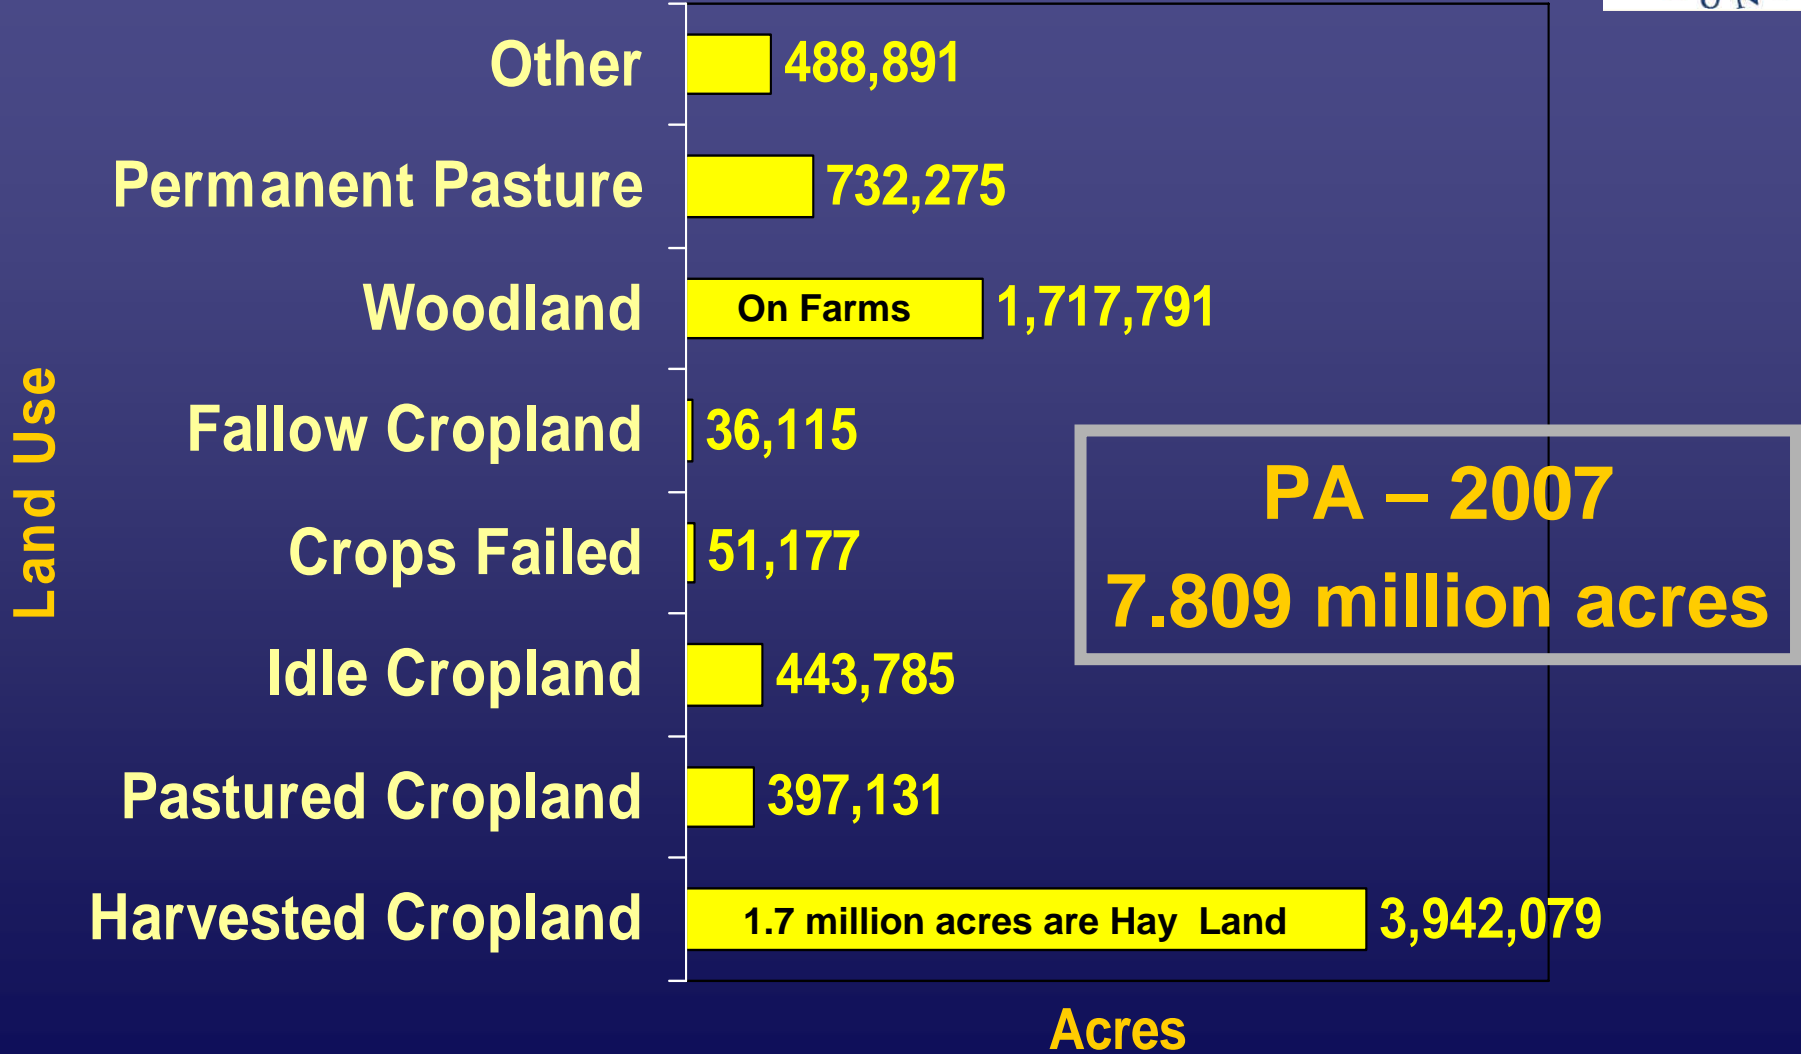 Other 488,891
Permanent Pasture 732,275
Woodland On Farms 1,717,791
Fallow Cropland 36,115
Crops Failed 51,177
Idle Cropland 443,785
Pastured Cropland 397,131
Harvested Cropland 1.7 million acres are Hay Land 3,942,079
Land Use
Acres
PA – 2007
7.809 million acres